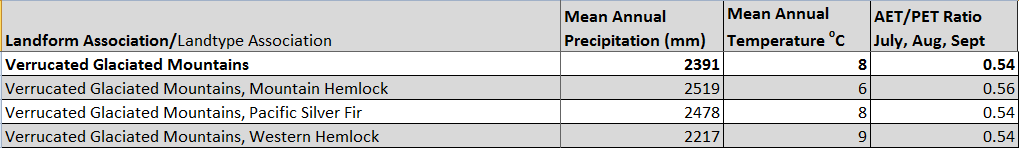 Landform Association/Landtype Association	Mean Annual Precipitation (mm)	Mean Annual Temperature °C	AET/PET Ratio July, Aug, Sept
Verrucated Glaciated Mountains	2391	8	0.54
Verrucated Glaciated Mountains, Mountain Hemlock	2519	6	0.56
Verrucated Glaciated Mountains, Pacific Silver Fir	2478	8	0.54
Verrucated Glaciated Mountains, Western Hemlock	2217	9	0.54